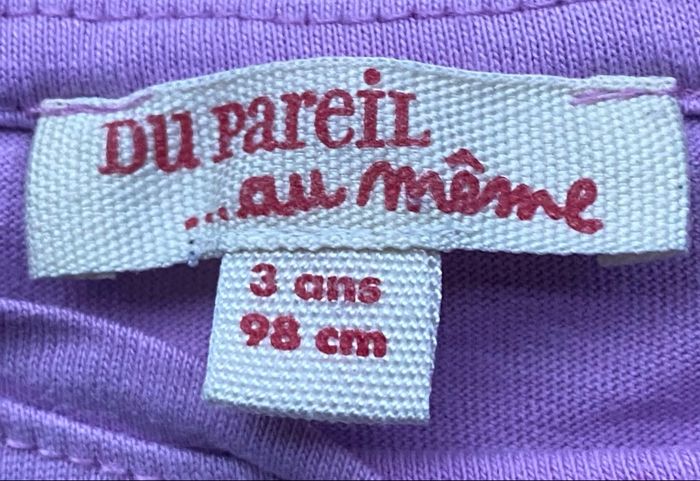 DU PareiL
...au même
3 ans
98 cm